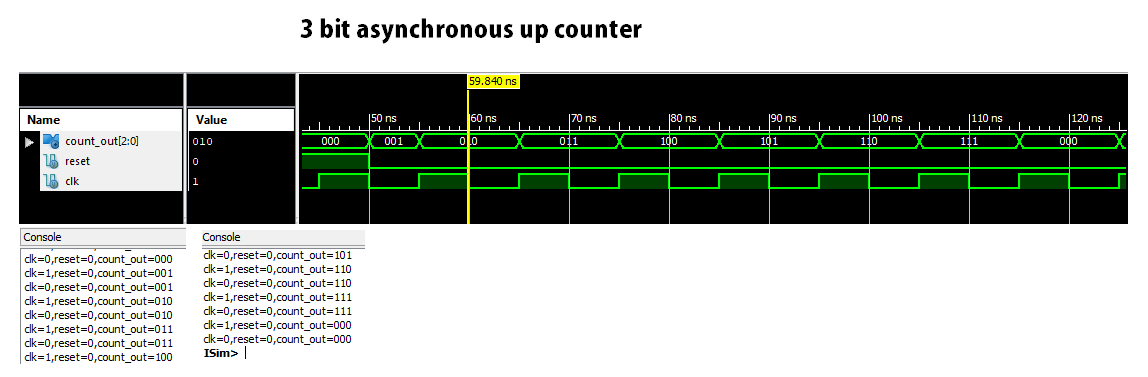 3 bit asynchronous up counter
59.840 ns
Name Value 50 ns 60 ns 70 ns 80 ns 90 ns 100 ns 110 ns 120 ns
count_out[2:0] 010 000 001 010 011 100 101 110 111 000
reset 0
clk 1
Console
clk=0,reset=0,count_out=000
clk=1,reset=0,count_out=001
clk=0,reset=0,count_out=001
clk=1,reset=0,count_out=010
clk=0,reset=0,count_out=010
clk=1,reset=0,count_out=011
clk=0,reset=0,count_out=011
clk=1,reset=0,count_out=100
Console
clk=0,reset=0,count_out=101
clk=1,reset=0,count_out=110
clk=0,reset=0,count_out=110
clk=1,reset=0,count_out=111
clk=0,reset=0,count_out=111
clk=1,reset=0,count_out=000
clk=0,reset=0,count_out=000
ISim>